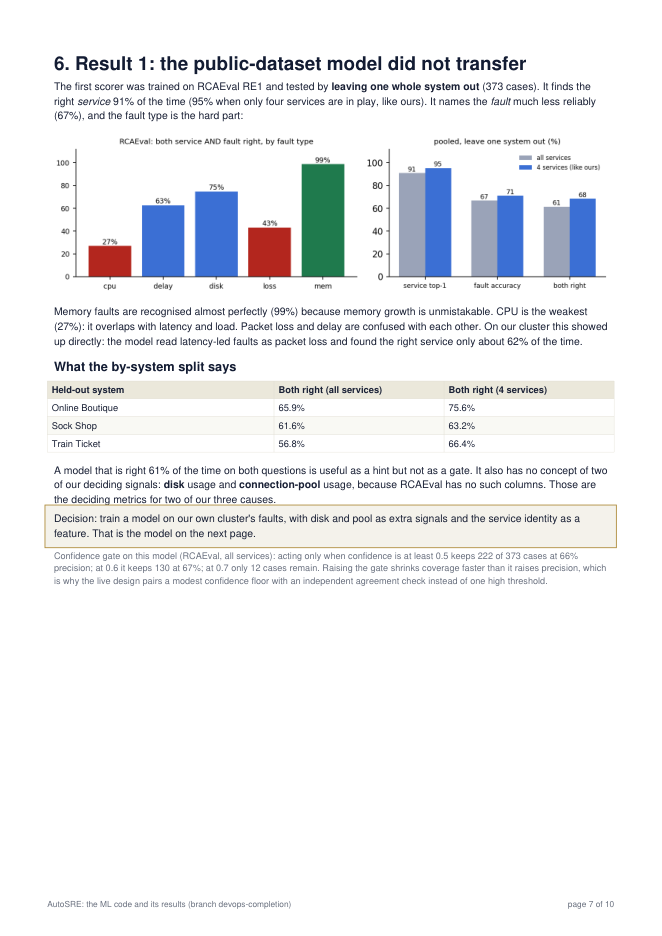 6. Result 1: the public-dataset model did not transfer
The first scorer was trained on RCAEval RE1 and tested by leaving one whole system out (373 cases). It finds the
right service 91% of the time (95% when only four services are in play, like ours). It names the fault much less reliably
(67%), and the fault type is the hard part:
RCAEval: both service AND fault right, by fault type
100
80
60
40
20
0
27%
63%
75%
43%
99%
cpu
delay
disk
loss
mem
pooled, leave one system out (%)
all services
4 services (like ours)
100
80
60
40
20
0
91
95
67
71
61
68
service top-1
fault accuracy
both right
Memory faults are recognised almost perfectly (99%) because memory growth is unmistakable. CPU is the weakest
(27%): it overlaps with latency and load. Packet loss and delay are confused with each other. On our cluster this showed
up directly: the model read latency-led faults as packet loss and found the right service only about 62% of the time.
What the by-system split says
Held-out system Both right (all services) Both right (4 services)
Online Boutique 65.9% 75.6%
Sock Shop 61.6% 63.2%
Train Ticket 56.8% 66.4%
A model that is right 61% of the time on both questions is useful as a hint but not as a gate. It also has no concept of two
of our deciding signals: disk usage and connection-pool usage, because RCAEval has no such columns. Those are
the deciding metrics for two of our three causes.
Decision: train a model on our own cluster's faults, with disk and pool as extra signals and the service identity as a
feature. That is the model on the next page.
Confidence gate on this model (RCAEval, all services): acting only when confidence is at least 0.5 keeps 222 of 373 cases at 66%
precision; at 0.6 it keeps 130 at 67%; at 0.7 only 12 cases remain. Raising the gate shrinks coverage faster than it raises precision, which
is why the live design pairs a modest confidence floor with an independent agreement check instead of one high threshold.
AutoSRE: the ML code and its results (branch devops-completion)
page 7 of 10